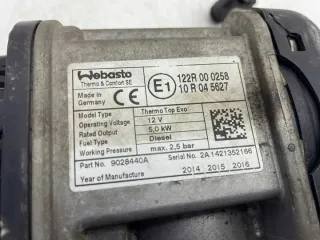 Webasto
Thermo & Comfort SE
Made in Germany
CE
E1
122R 00 0258
10 R 04 5627
Model Type Thermo Top Evo
Operating Voltage 12 V
Rated Output 5,0 kW
Fuel Type Diesel
Working Pressure max. 2,5 bar
Part No. 9028440A Serial No. 2A 1421352166
Year of Manufacture 2014 2015 2016